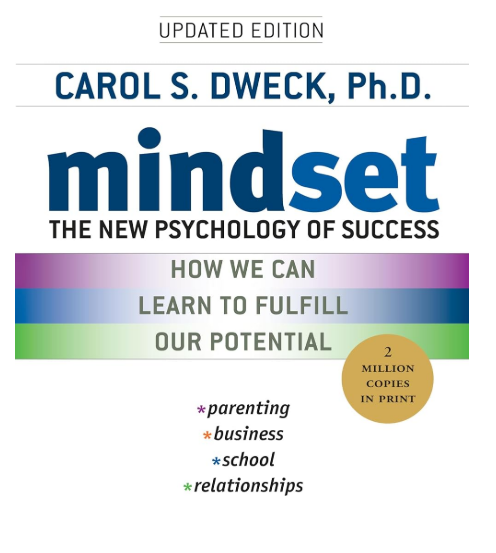 UPDATED EDITION
CAROL S. DWECK, Ph.D.
mindset
THE NEW PSYCHOLOGY OF SUCCESS
HOW WE CAN
LEARN TO FULFILL
OUR POTENTIAL
2
MILLION
COPIES
IN PRINT
*parenting
*business
*school
*relationships